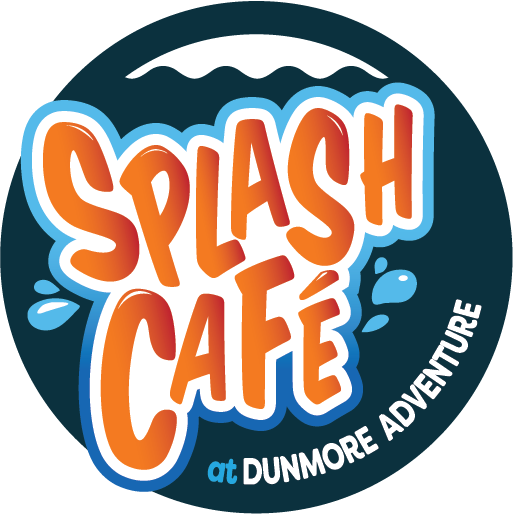 SPLASH
CAFÉ
at DUNMORE ADVENTURE